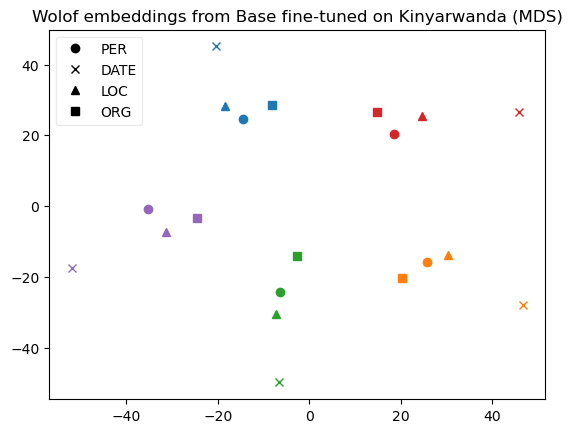 Wolof embeddings from Base fine-tuned on Kinyarwanda (MDS)
PER
DATE
LOC
ORG
40
20
0
−20
−40
−40
−20
0
20
40